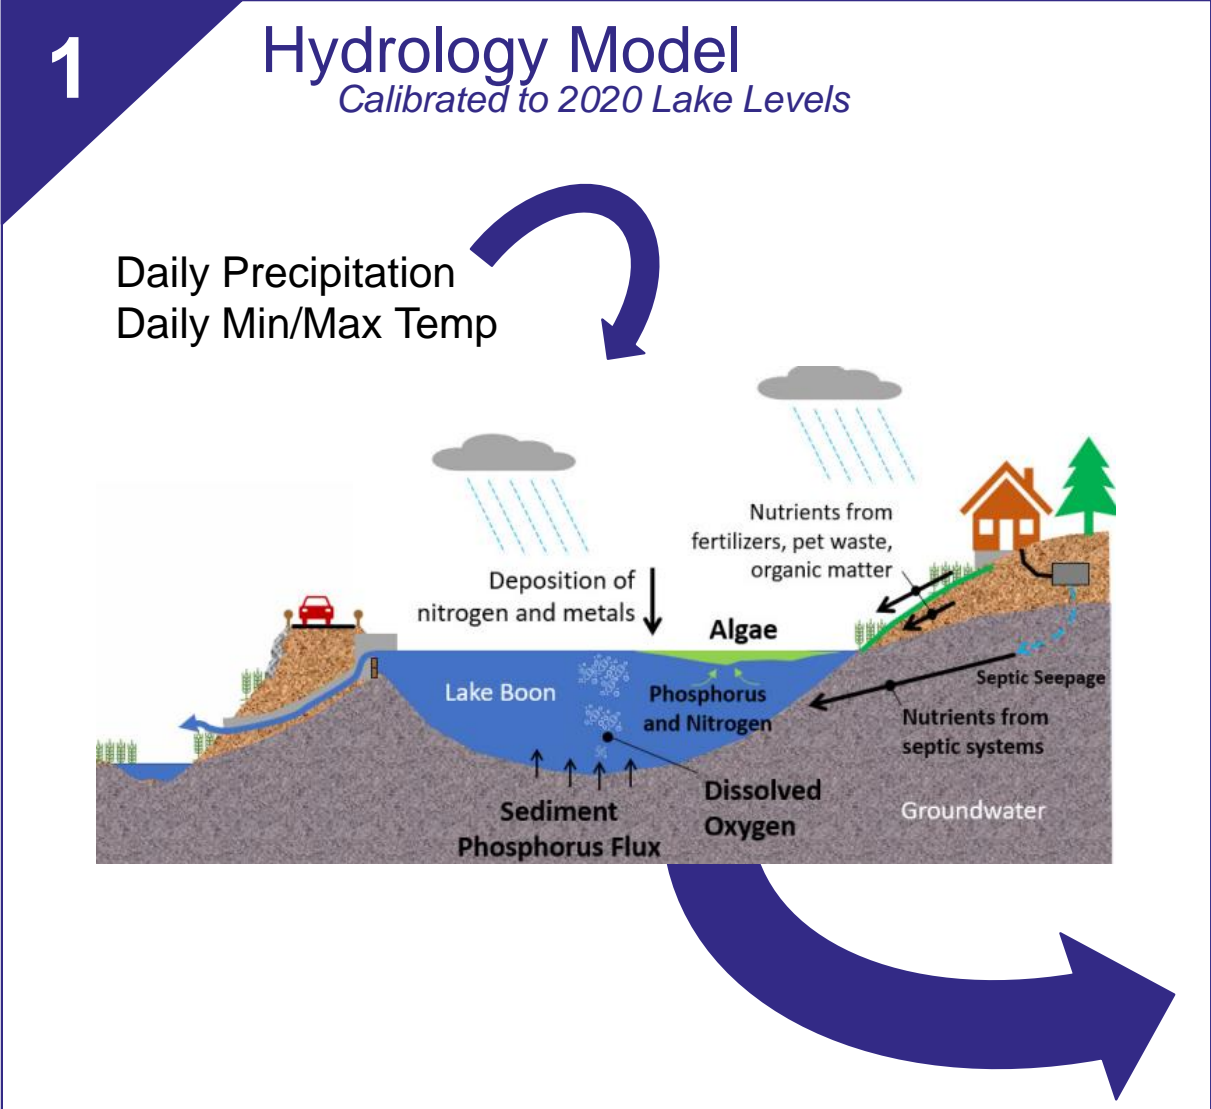 1
Hydrology Model
Calibrated to 2020 Lake Levels
Daily Precipitation
Daily Min/Max Temp
Nutrients from
fertilizers, pet waste,
organic matter
Deposition of
nitrogen and metals
Algae
Lake Boon
Phosphorus
and Nitrogen
Septic Seepage
Nutrients from
septic systems
Dissolved
Oxygen
Sediment
Phosphorus Flux
Groundwater